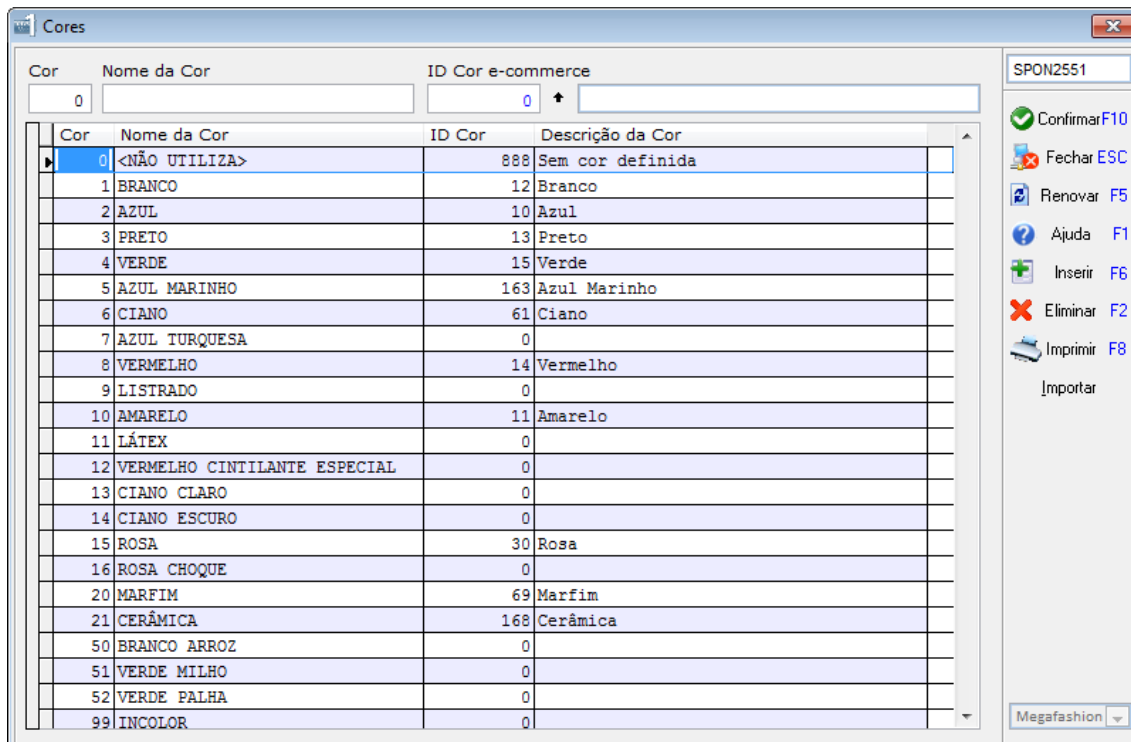 Cores
Cor Nome da Cor ID Cor e-commerce SPON2551
0 0
Cor Nome da Cor ID Cor Descrição da Cor
0 <NÃO UTILIZA> 888 Sem cor definida
1 BRANCO 12 Branco
2 AZUL 10 Azul
3 PRETO 13 Preto
4 VERDE 15 Verde
5 AZUL MARINHO 163 Azul Marinho
6 CIANO 61 Ciano
7 AZUL TURQUESA 0
8 VERMELHO 14 Vermelho
9 LISTRADO 0
10 AMARELO 11 Amarelo
11 LÁTEX 0
12 VERMELHO CINTILANTE ESPECIAL 0
13 CIANO CLARO 0
14 CIANO ESCURO 0
15 ROSA 30 Rosa
16 ROSA CHOQUE 0
20 MARFIM 69 Marfim
21 CERÂMICA 168 Cerâmica
50 BRANCO ARROZ 0
51 VERDE MILHO 0
52 VERDE PALHA 0
99 INCOLOR 0
Confirmar F10
Fechar ESC
Renovar F5
Ajuda F1
Inserir F6
Eliminar F2
Imprimir F8
Importar
Megafashion